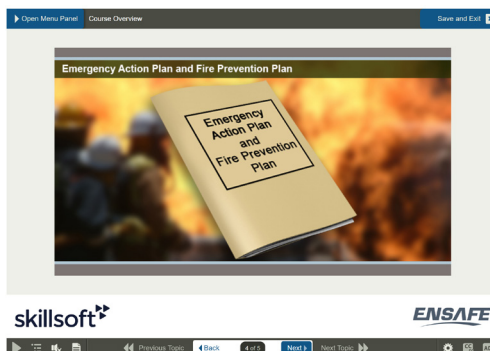 Open Menu Panel
Course Overview
Save and Exit
Emergency Action Plan and Fire Prevention Plan
Emergency
Action Plan
and
Fire Prevention
Plan
skillsoft
ENSAFE
Previous Topic
Back
4 of 5
Next
Next Topic
CC